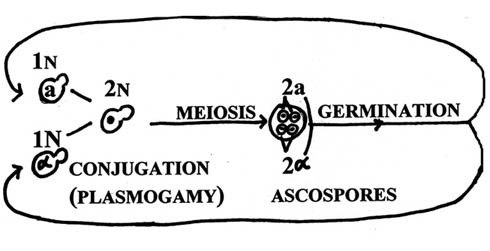 1N
a
2N
1N
α
CONJUGATION
(PLASMOGAMY)
MEIOSIS
2a
2α
ASCOSPORES
GERMINATION